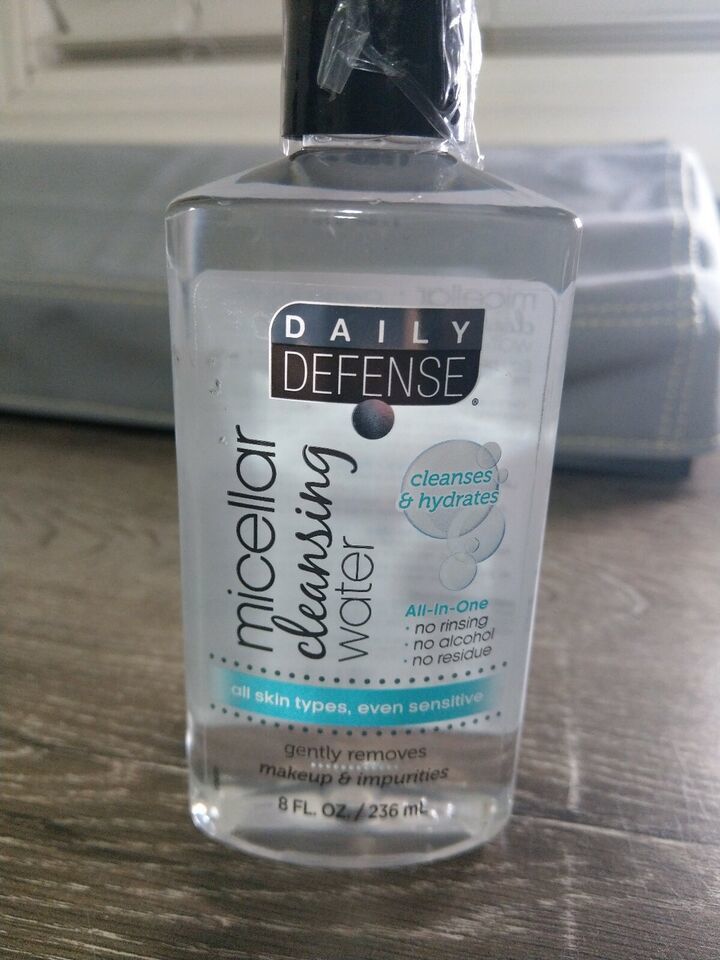 DAILY
DEFENSE®
micellar
cleansing
water
cleanses
& hydrates
All-In-One
· no rinsing
· no alcohol
· no residue
all skin types, even sensitive
gently removes
makeup & impurities
8 FL. OZ. / 236 mL
micellar